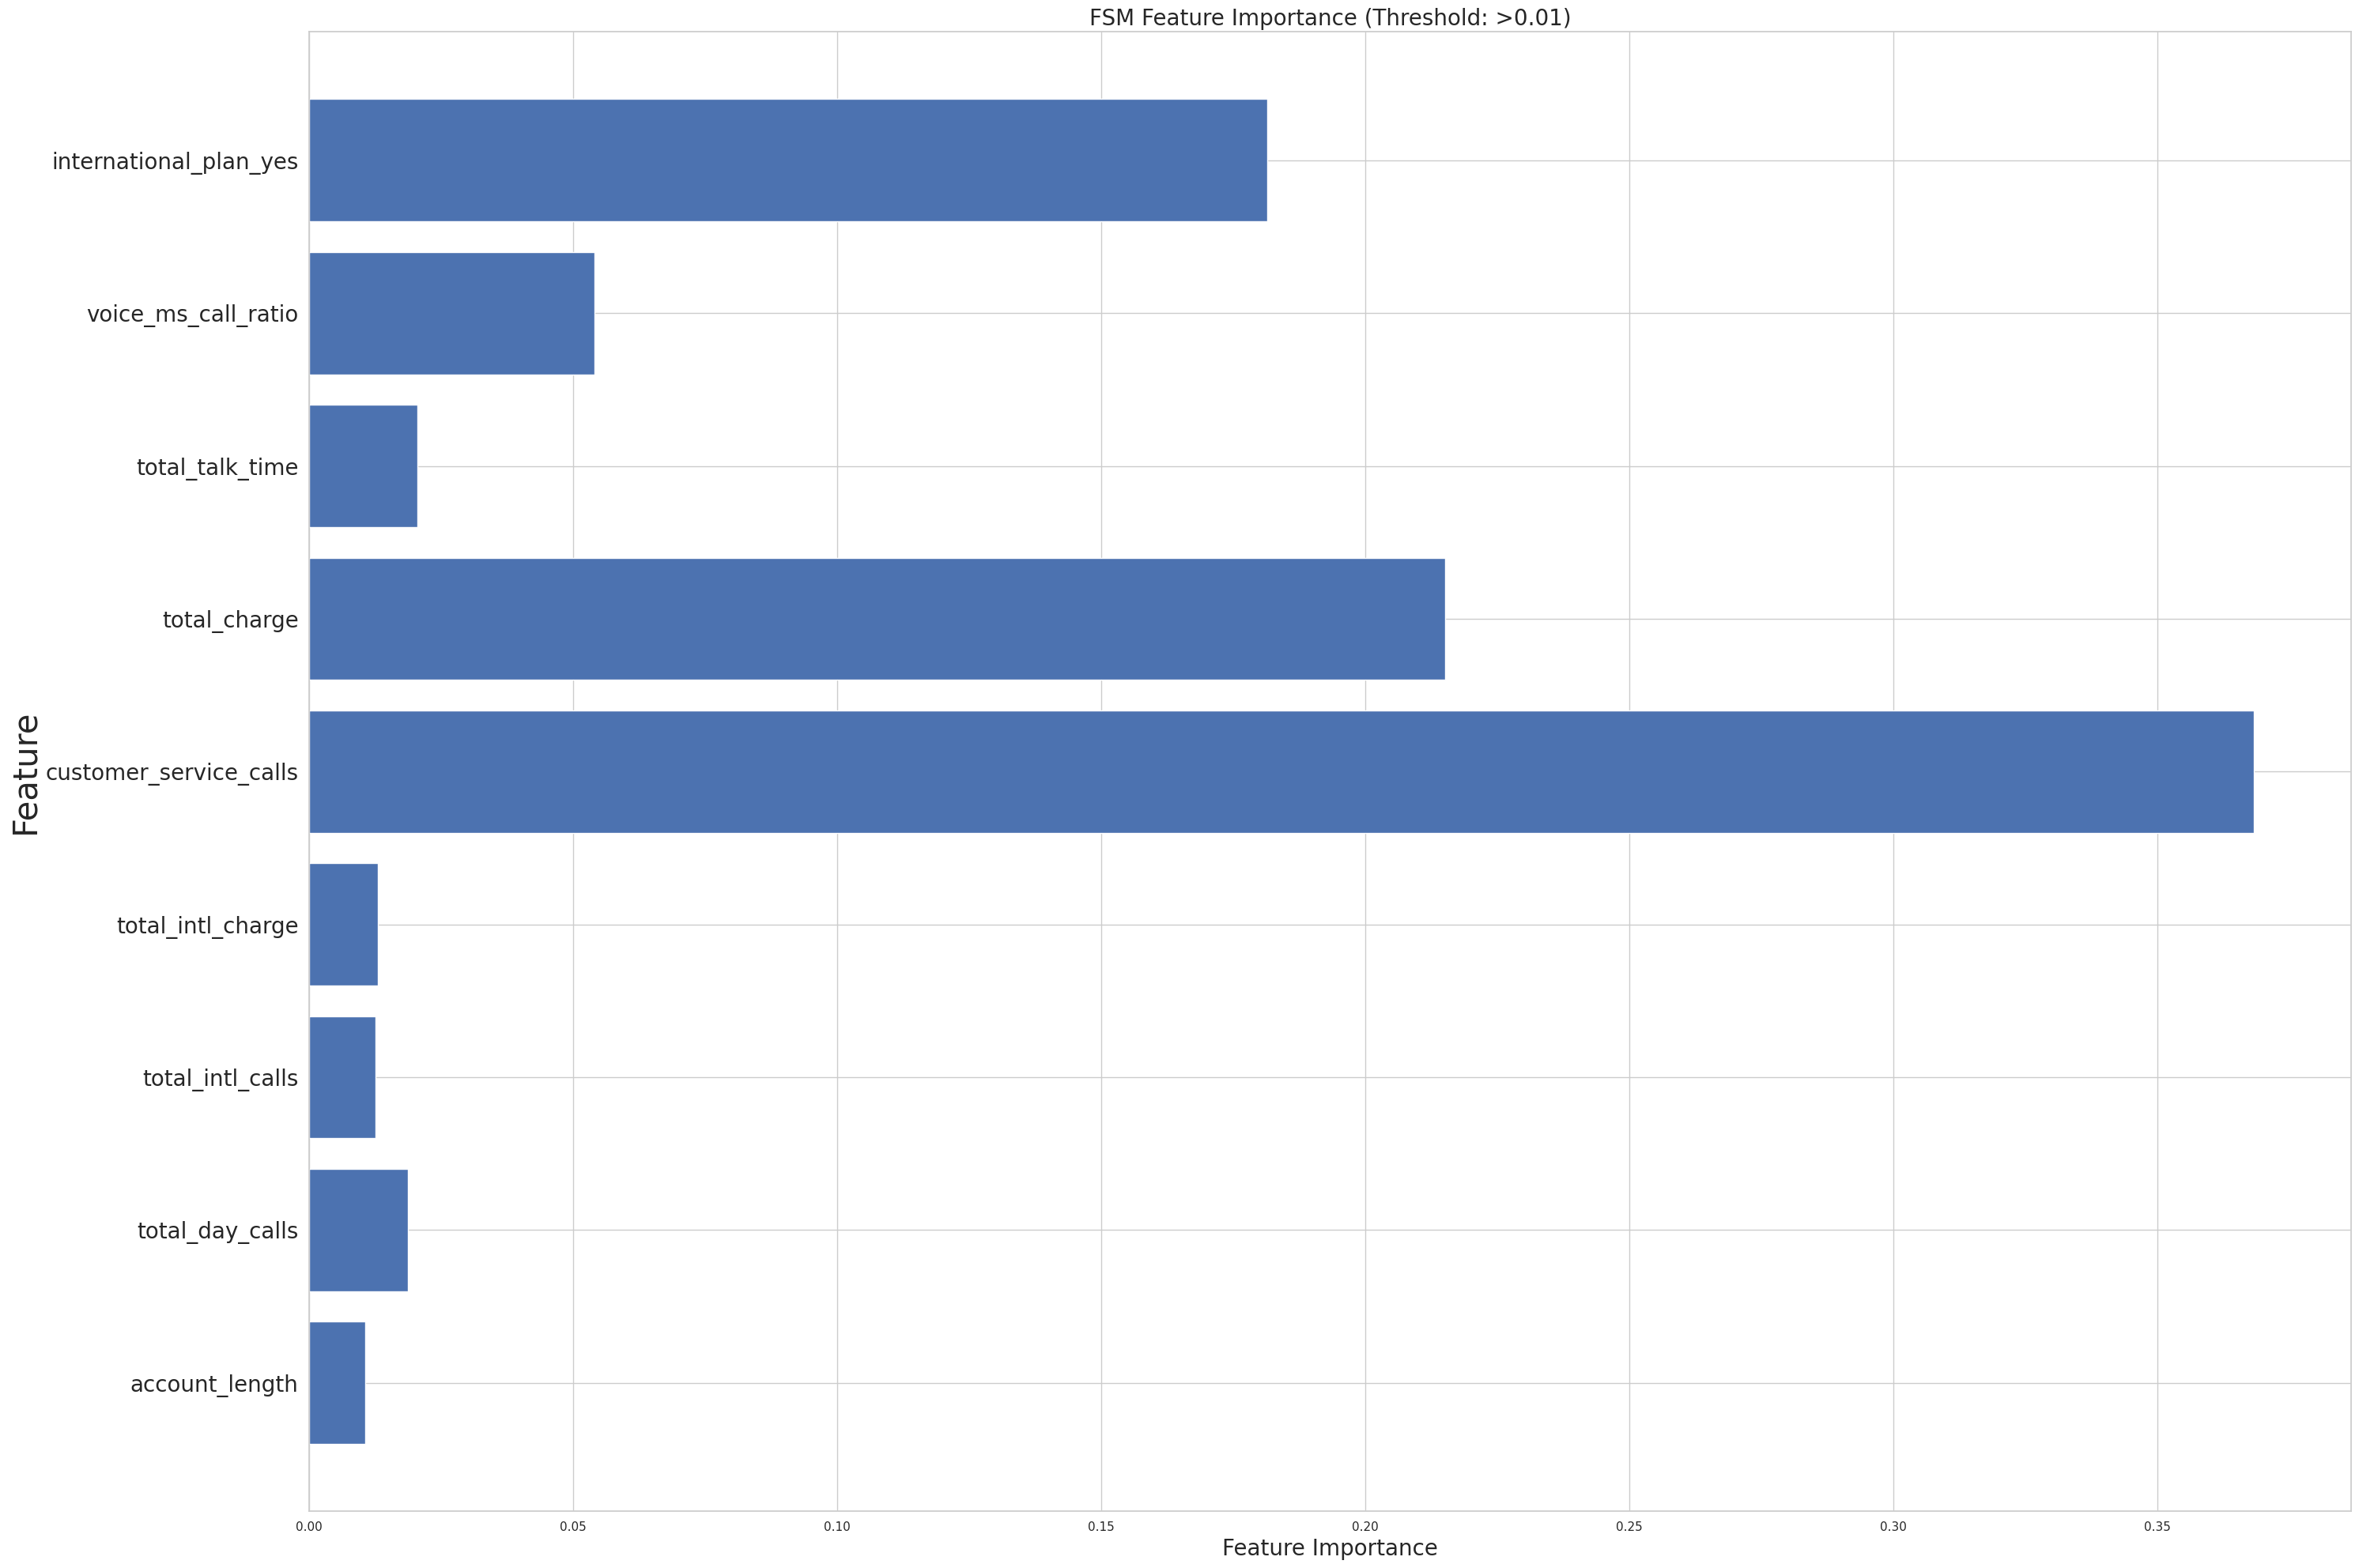 FSM Feature Importance (Threshold: >0.01)
Feature
international_plan_yes
voice_ms_call_ratio
total_talk_time
total_charge
customer_service_calls
total_intl_charge
total_intl_calls
total_day_calls
account_length
0.00 0.05 0.10 0.15 0.20 0.25 0.30 0.35
Feature Importance